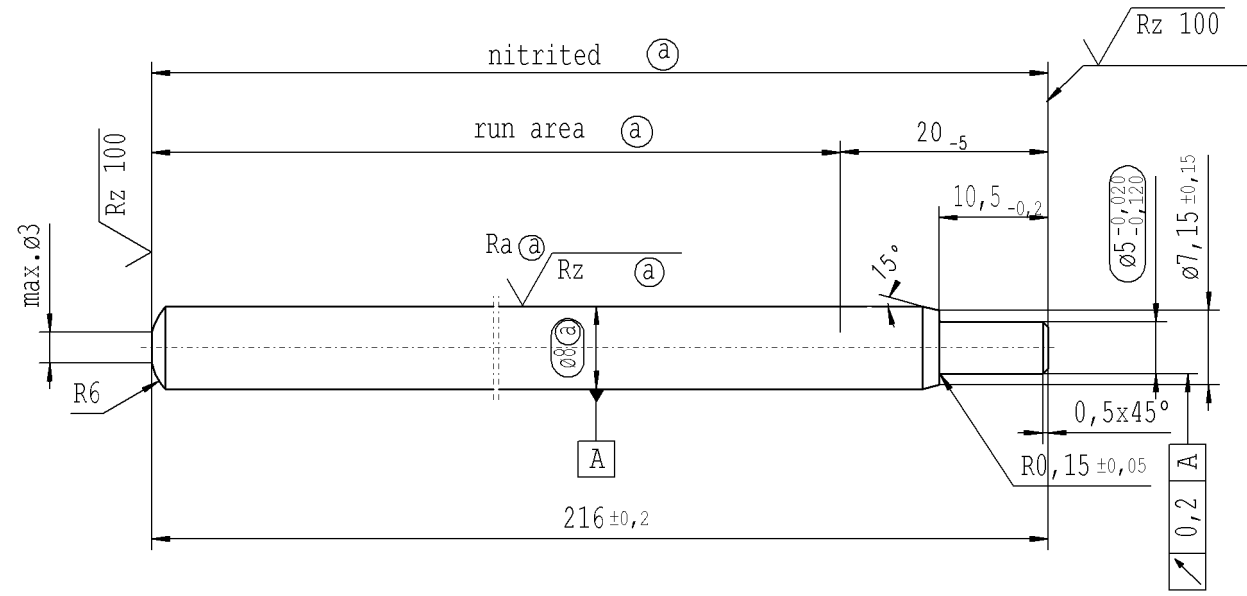 Rz 100
nitrited a
run area a
20 -5
Rz 100
10,5 -0,2
ø5 -0,020 -0,120
ø7,15 ±0,15
max.ø3
Ra a
Rz a
15°
ø8 a
R6
A
0,5x45°
R0,15 ±0,05
216 ±0,2
0,2 A